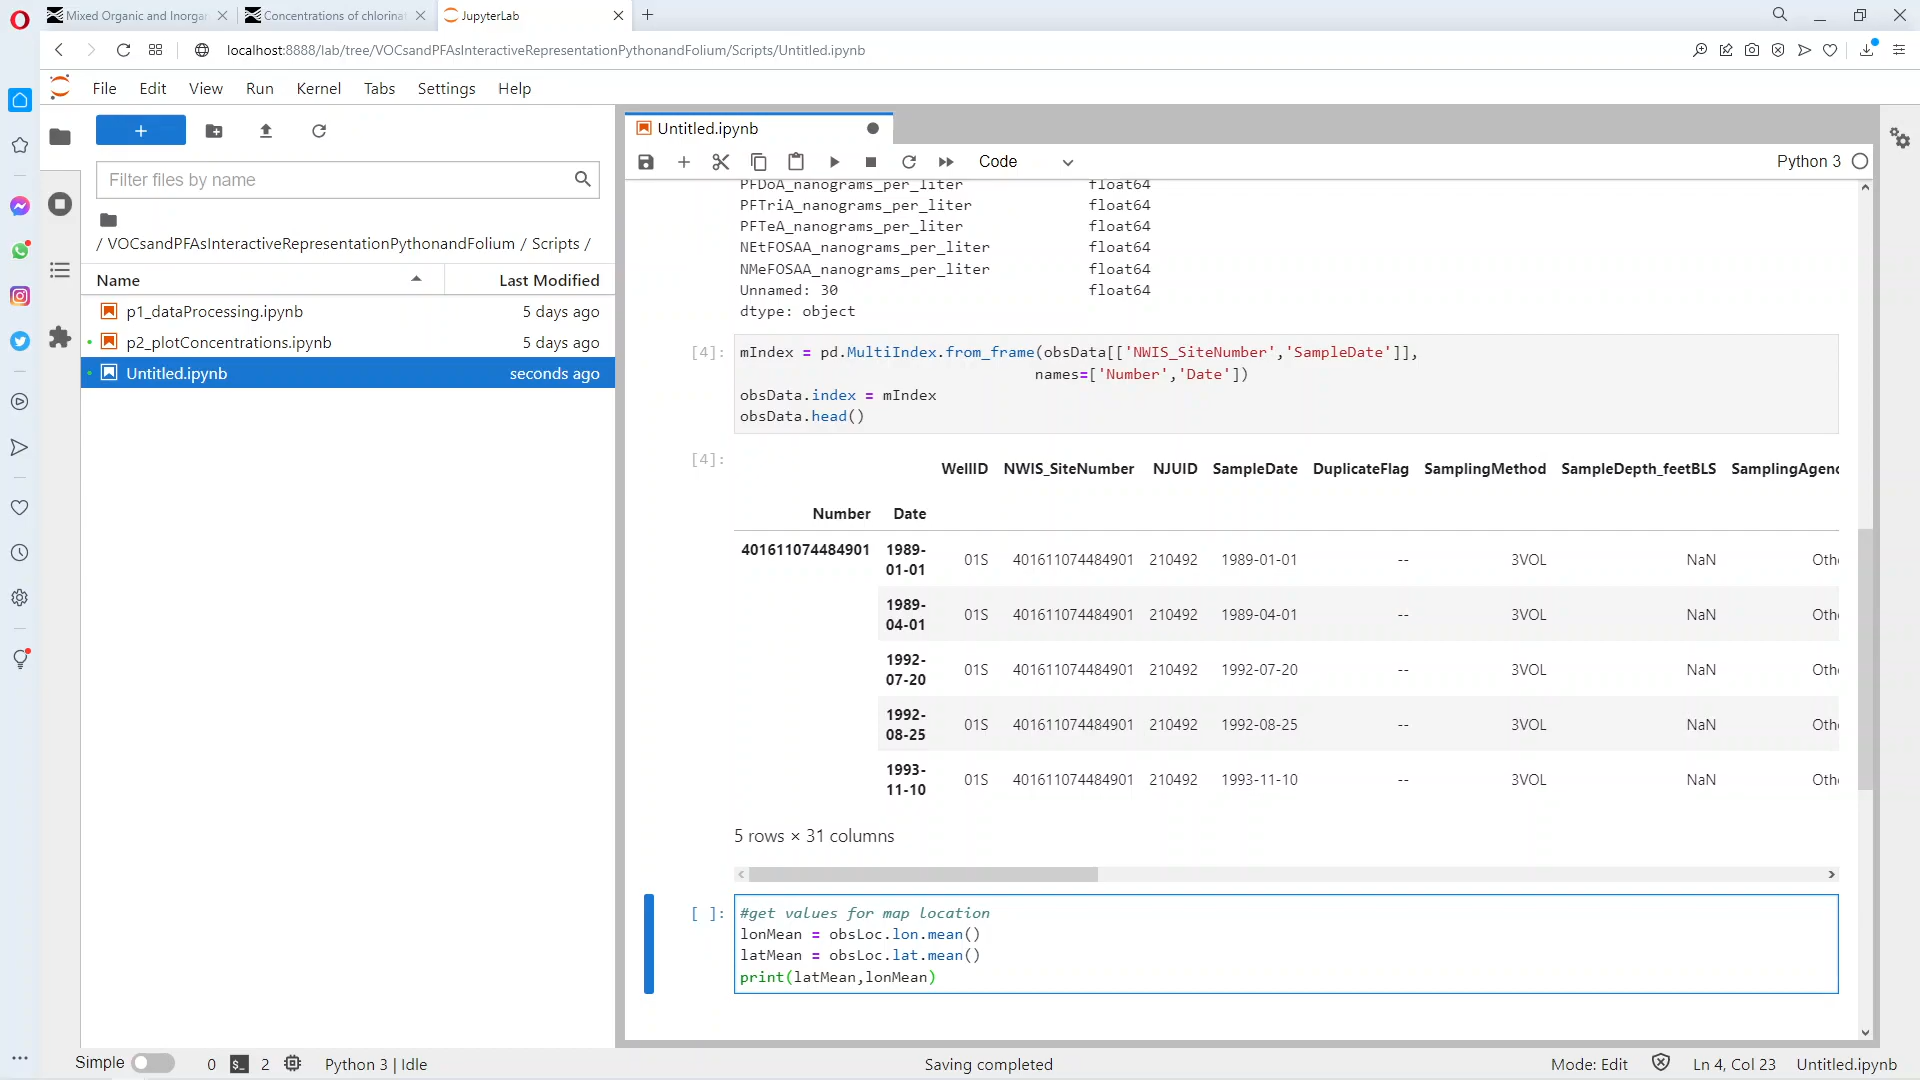 Mixed Organic and Inorgan
Concentrations of chlorinat
JupyterLab
localhost:8888/lab/tree/VOCsandPFAsInteractiveRepresentationPythonandFolium/Scripts/Untitled.ipynb
File Edit View Run Kernel Tabs Settings Help
+
Filter files by name
/ VOCsandPFAsInteractiveRepresentationPythonandFolium / Scripts /
Name Last Modified
p1_dataProcessing.ipynb 5 days ago
p2_plotConcentrations.ipynb 5 days ago
Untitled.ipynb seconds ago
Untitled.ipynb
Code
Python 3
PFDoA_nanograms_per_liter float64
PFTriA_nanograms_per_liter float64
PFTeA_nanograms_per_liter float64
NEtFOSAA_nanograms_per_liter float64
NMeFOSAA_nanograms_per_liter float64
Unnamed: 30 float64
dtype: object
[4]: mIndex = pd.MultiIndex.from_frame(obsData[['NWIS_SiteNumber','SampleDate']],
names=['Number','Date'])
obsData.index = mIndex
obsData.head()
[4]:
WellID NWIS_SiteNumber NJUID SampleDate DuplicateFlag SamplingMethod SampleDepth_feetBLS SamplingAgenc
Number Date
401611074484901 1989-01-01 01S 401611074484901 210492 1989-01-01 -- 3VOL NaN Othe
1989-04-01 01S 401611074484901 210492 1989-04-01 -- 3VOL NaN Othe
1992-07-20 01S 401611074484901 210492 1992-07-20 -- 3VOL NaN Othe
1992-08-25 01S 401611074484901 210492 1992-08-25 -- 3VOL NaN Othe
1993-11-10 01S 401611074484901 210492 1993-11-10 -- 3VOL NaN Othe
5 rows × 31 columns
[ ]: #get values for map location
lonMean = obsLoc.lon.mean()
latMean = obsLoc.lat.mean()
print(latMean,lonMean)
Simple 0 $_ 2 Python 3 | Idle Saving completed Mode: Edit Ln 4, Col 23 Untitled.ipynb